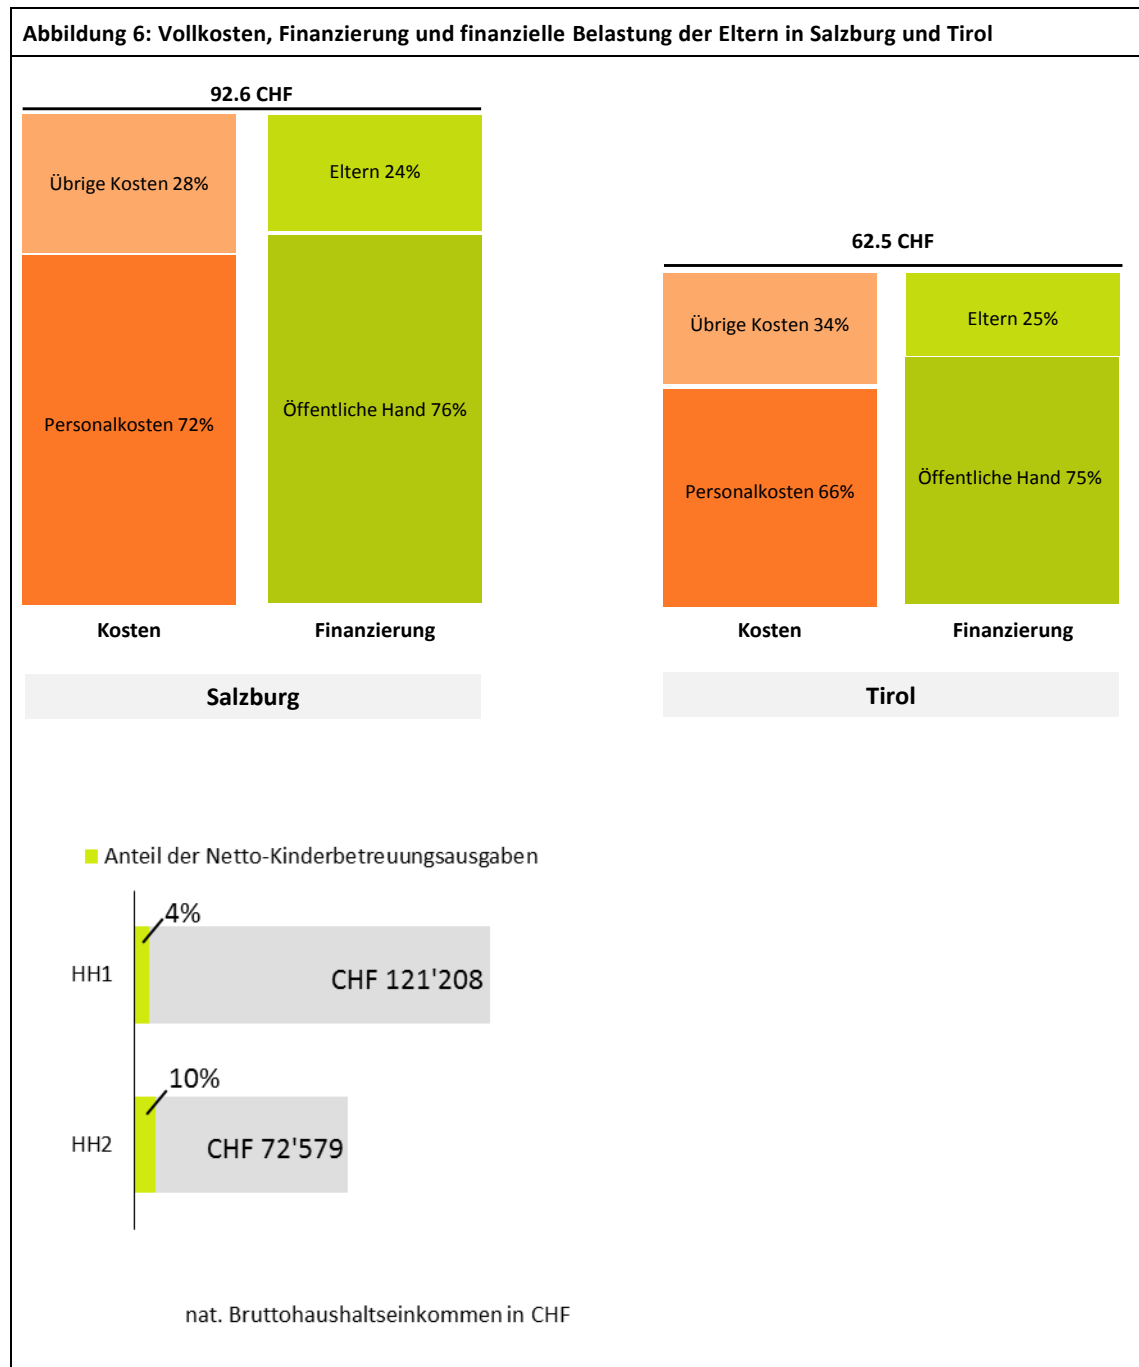 Abbildung 6: Vollkosten, Finanzierung und finanzielle Belastung der Eltern in Salzburg und Tirol
92.6 CHF
Übrige Kosten 28%
Eltern 24%
Personalkosten 72%
Öffentliche Hand 76%
Kosten
Finanzierung
Salzburg
62.5 CHF
Übrige Kosten 34%
Eltern 25%
Personalkosten 66%
Öffentliche Hand 75%
Kosten
Finanzierung
Tirol
Anteil der Netto-Kinderbetreuungsausgaben
4%
HH1
CHF 121'208
10%
HH2
CHF 72'579
nat. Bruttohaushaltseinkommen in CHF